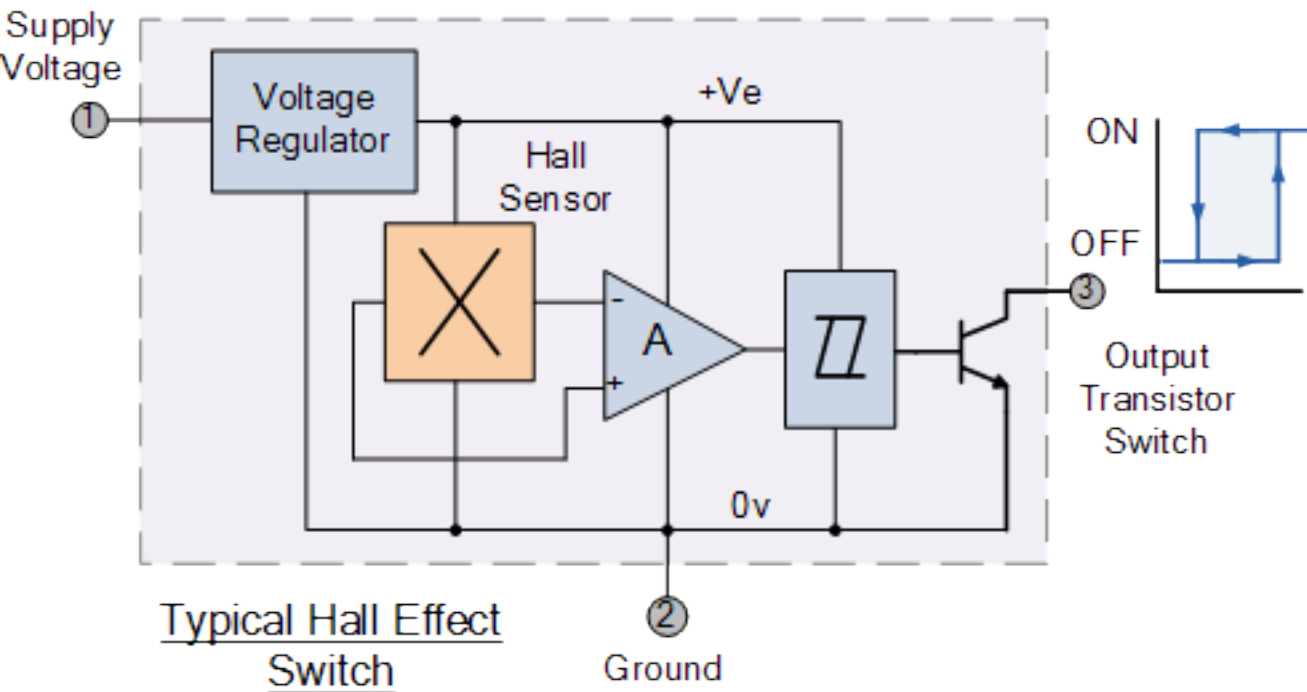 Supply
Voltage
1
Voltage
Regulator
+Ve
Hall
Sensor
-
A
+
0v
ON
OFF
3
Output
Transistor
Switch
Typical Hall Effect
Switch
2
Ground